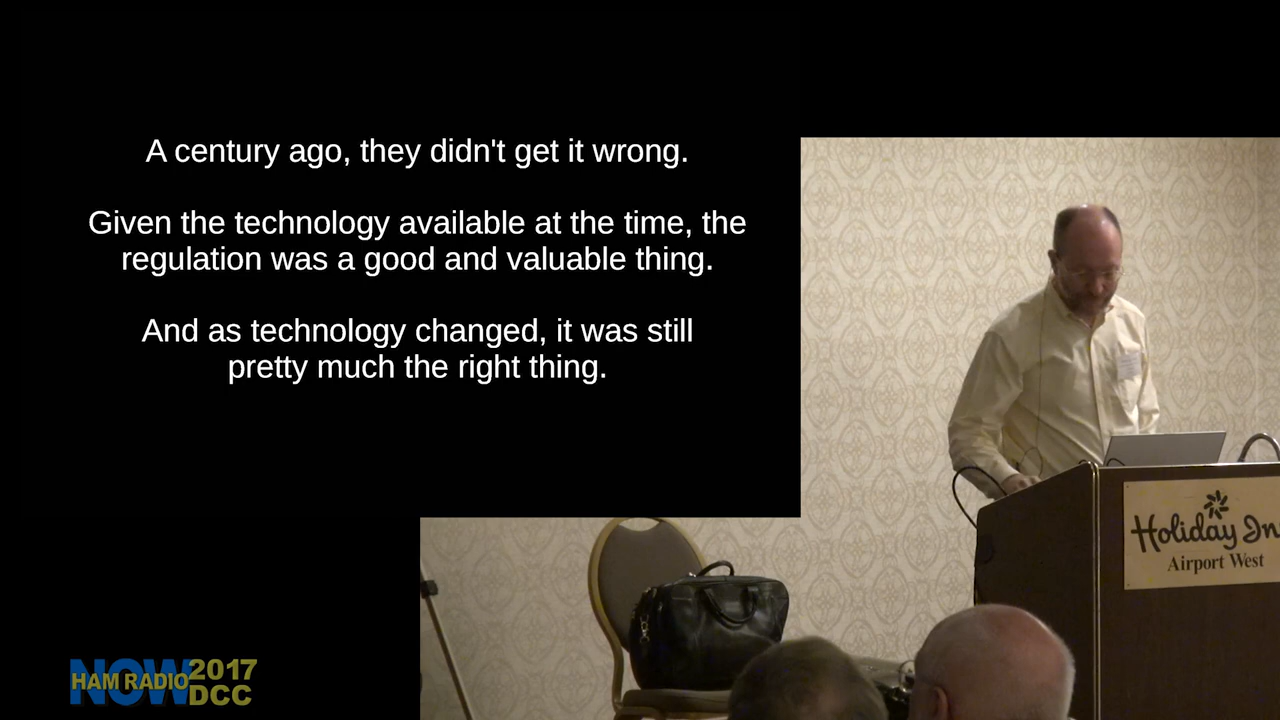 A century ago, they didn't get it wrong.
Given the technology available at the time, the
regulation was a good and valuable thing.
And as technology changed, it was still
pretty much the right thing.
Holiday In
Airport West
NOW
HAM RADIO
2017
DCC